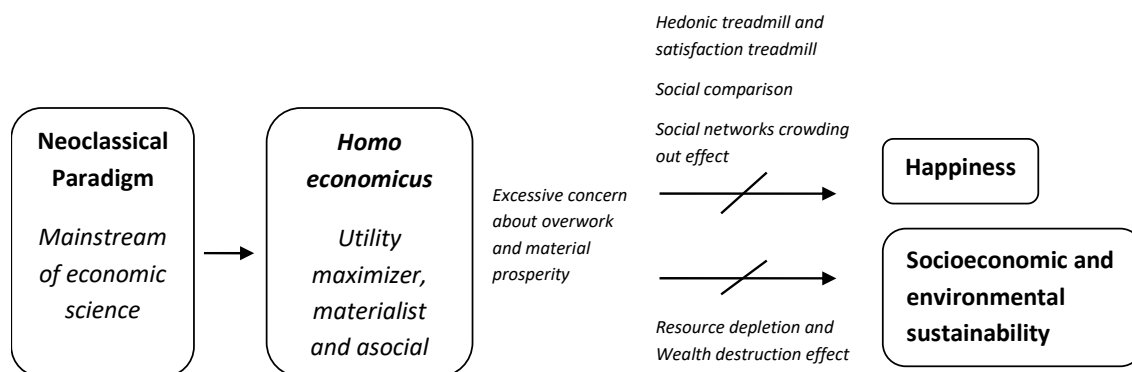 Neoclassical
Paradigm
Mainstream
of economic
science
Homo
economicus
Utility
maximizer,
materialist
and asocial
Excessive concern
about overwork
and material
prosperity
Hedonic treadmill and
satisfaction treadmill
Social comparison
Social networks crowding
out effect
Resource depletion and
Wealth destruction effect
Happiness
Socioeconomic and
environmental
sustainability